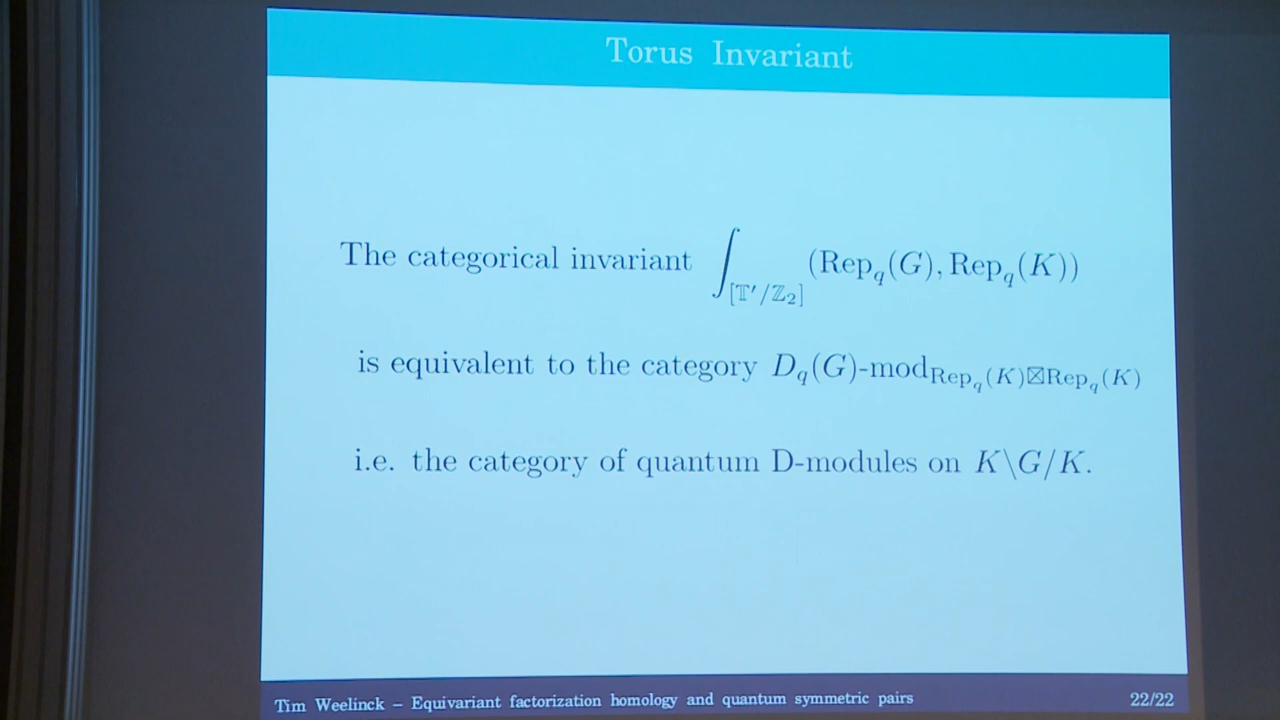 Torus Invariant
The categorical invariant ∫_{[𝕋′/ℤ₂]} (Rep_q(G), Rep_q(K))
is equivalent to the category D_q(G)-mod_{Rep_q(K)⊠Rep_q(K)}
i.e. the category of quantum D-modules on K\G/K.
Tim Weelinck – Equivariant factorization homology and quantum symmetric pairs 22/22